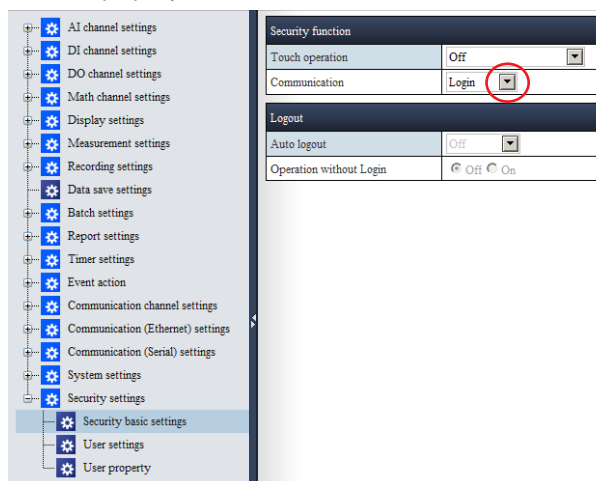 AI channel settings
DI channel settings
DO channel settings
Math channel settings
Display settings
Measurement settings
Recording settings
Data save settings
Batch settings
Report settings
Timer settings
Event action
Communication channel settings
Communication (Ethernet) settings
Communication (Serial) settings
System settings
Security settings
Security basic settings
User settings
User property
Security function
Touch operation Off
Communication Login
Logout
Auto logout Off
Operation without Login Off On